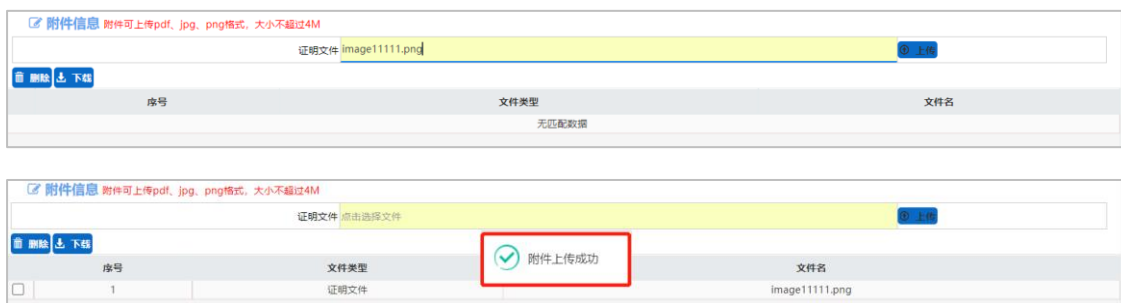 附件信息 附件可上传pdf、jpg、png格式，大小不超过4M
证明文件 image11111.png 上传
删除 下载
序号 文件类型 文件名
无匹配数据
附件信息 附件可上传pdf、jpg、png格式，大小不超过4M
证明文件 点击选择文件 上传
删除 下载
附件上传成功
序号 文件类型 文件名
1 证明文件 image11111.png